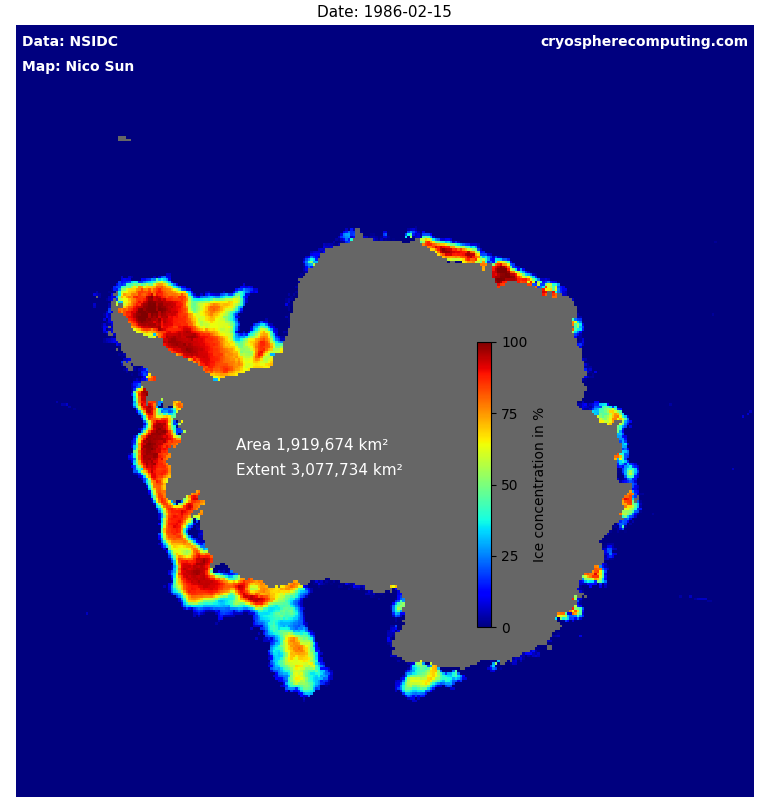 Date: 1986-02-15
Data: NSIDC
cryospherecomputing.com
Map: Nico Sun
100
75
Area 1,919,674 km²
Extent 3,077,734 km²
50
25
0
Ice concentration in %